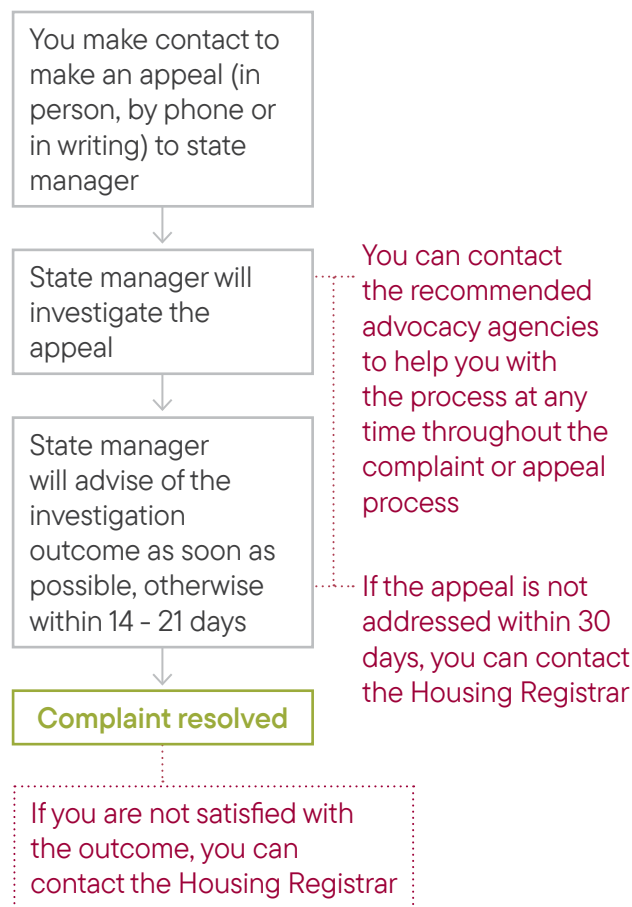 You make contact to
make an appeal (in
person, by phone or
in writing) to state
manager
State manager will
investigate the
appeal
You can contact
the recommended
advocacy agencies
to help you with
the process at any
time throughout the
complaint or appeal
process
State manager
will advise of the
investigation
outcome as soon as
possible, otherwise
within 14 - 21 days
If the appeal is not
addressed within 30
days, you can contact
the Housing Registrar
Complaint resolved
If you are not satisfied with
the outcome, you can
contact the Housing Registrar